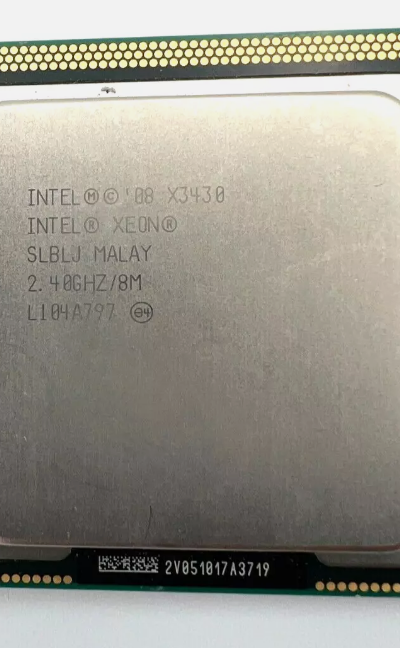 INTEL Ⓜ © '08 X3430
INTEL® XEON®
SLBLJ MALAY
2.40GHZ/8M
L104A797 e4
2V051017A3719